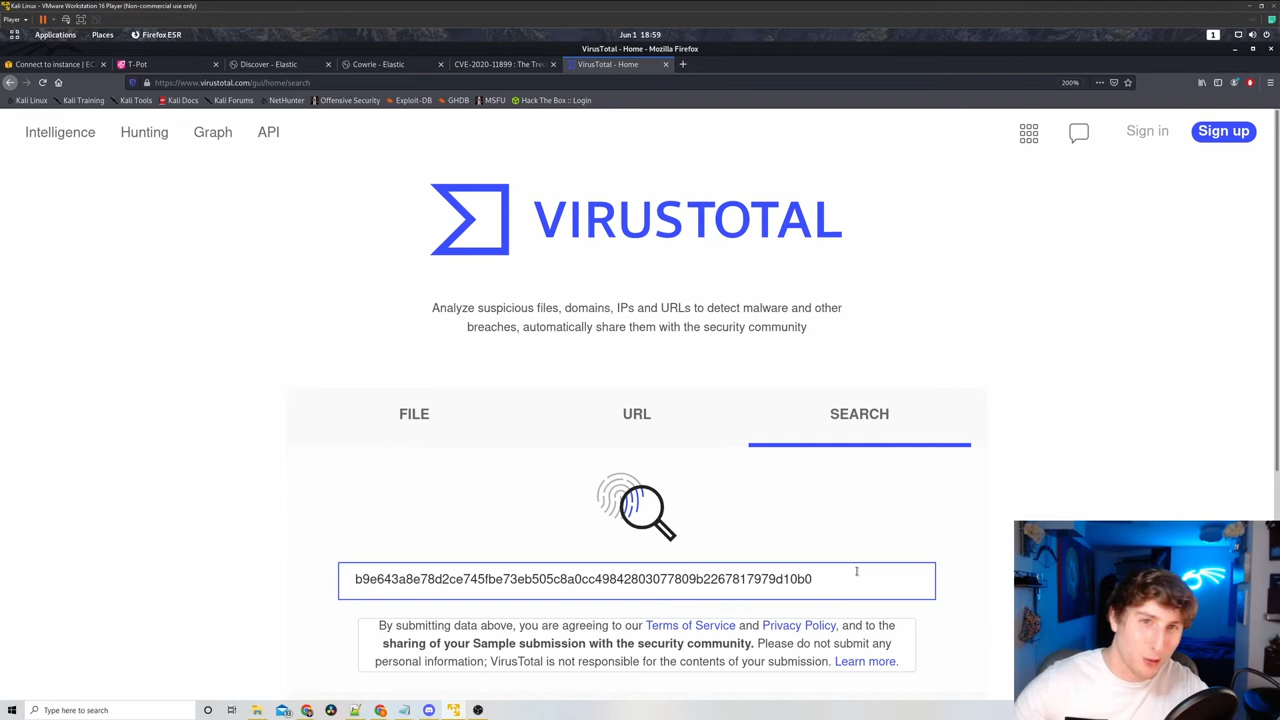 Kali Linux - VMware Workstation 16 Player (Non-commercial use only)
Player
Applications Places Firefox ESR Jun 1 18:59 1
VirusTotal - Home - Mozilla Firefox
Connect to instance | EC T-Pot Discover - Elastic Cowrie - Elastic CVE-2020-11899 : The Trec VirusTotal - Home
https://www.virustotal.com/gui/home/search 200%
Kali Linux Kali Training Kali Tools Kali Docs Kali Forums NetHunter Offensive Security Exploit-DB GHDB MSFU Hack The Box :: Login
Intelligence Hunting Graph API Sign in Sign up
VIRUSTOTAL
Analyze suspicious files, domains, IPs and URLs to detect malware and other
breaches, automatically share them with the security community
FILE URL SEARCH
b9e643a8e78d2ce745fbe73eb505c8a0cc49842803077809b2267817979d10b0
By submitting data above, you are agreeing to our Terms of Service and Privacy Policy, and to the
sharing of your Sample submission with the security community. Please do not submit any
personal information; VirusTotal is not responsible for the contents of your submission. Learn more.
Type here to search